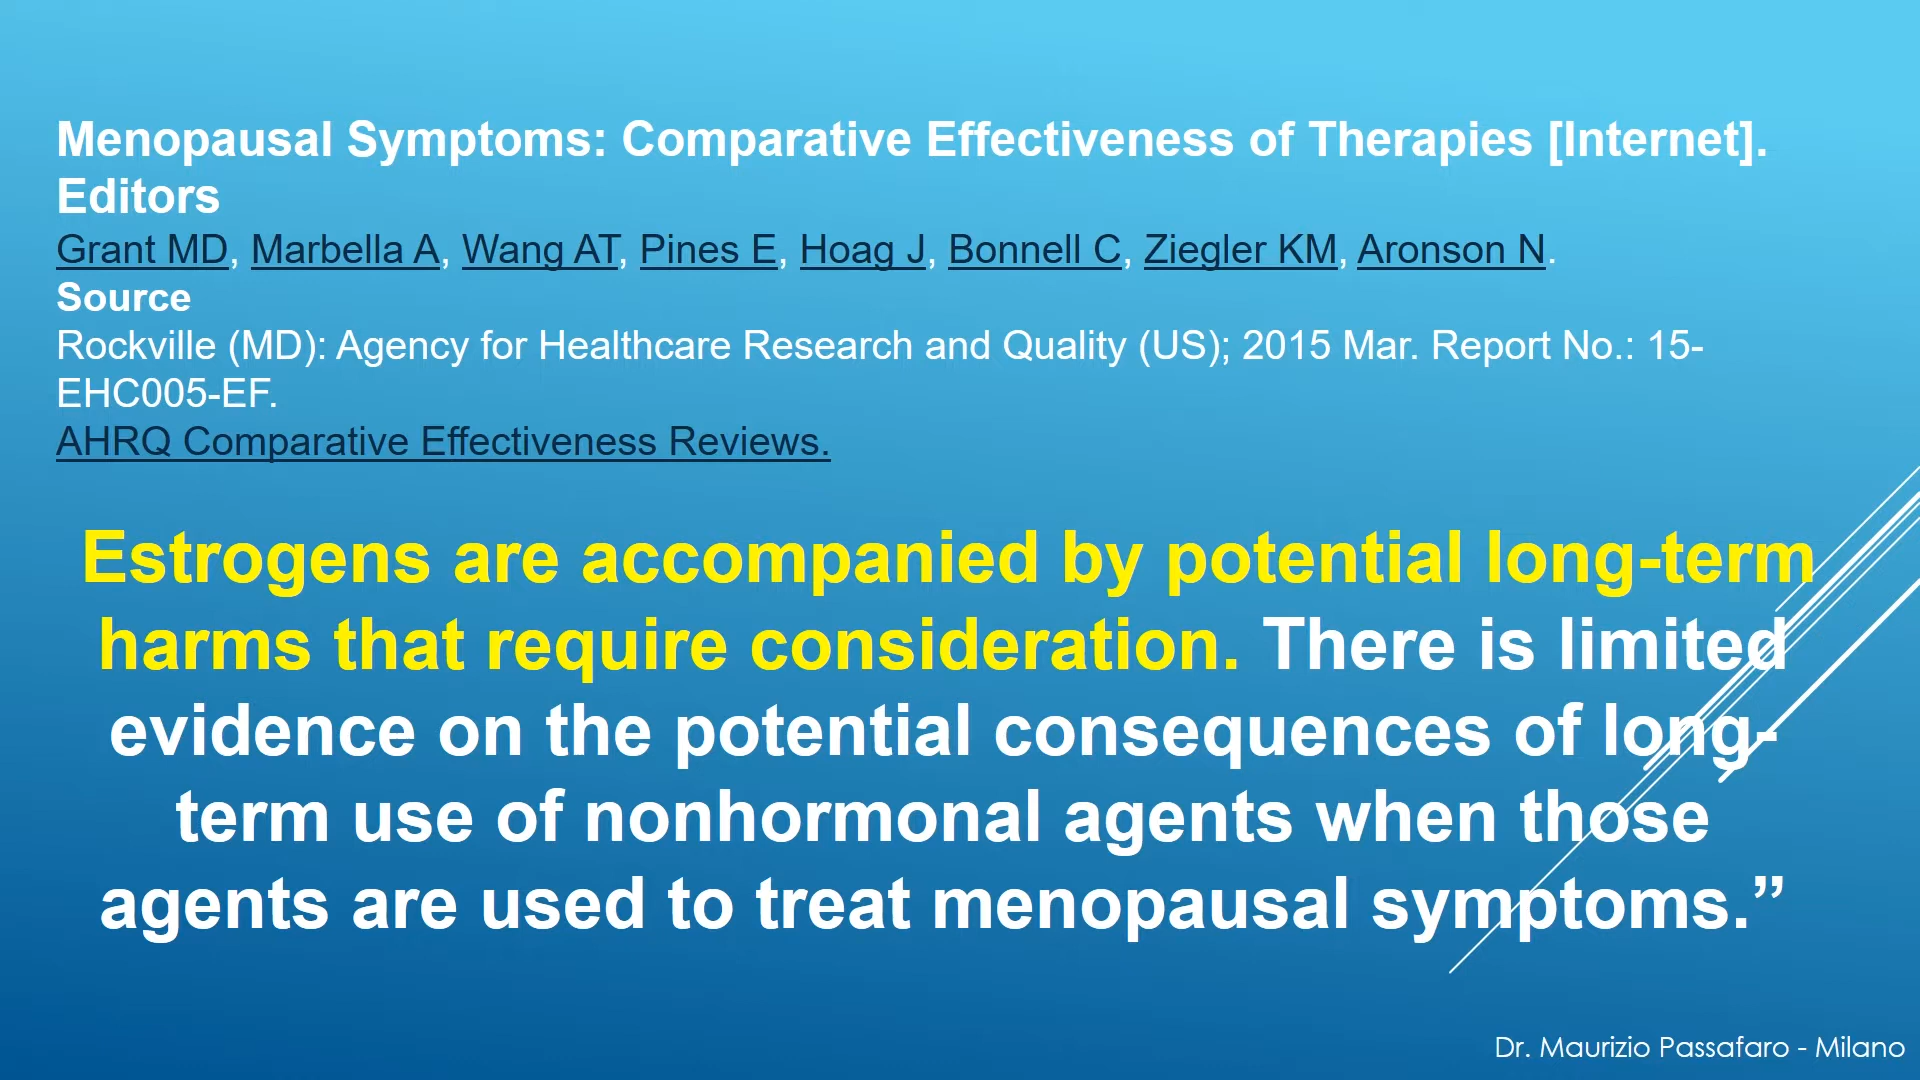 Menopausal Symptoms: Comparative Effectiveness of Therapies [Internet].
Editors
Grant MD, Marbella A, Wang AT, Pines E, Hoag J, Bonnell C, Ziegler KM, Aronson N.
Source
Rockville (MD): Agency for Healthcare Research and Quality (US); 2015 Mar. Report No.: 15-
EHC005-EF.
AHRQ Comparative Effectiveness Reviews.
Estrogens are accompanied by potential long-term
harms that require consideration. There is limited
evidence on the potential consequences of long-
term use of nonhormonal agents when those
agents are used to treat menopausal symptoms.”
Dr. Maurizio Passafaro - Milano